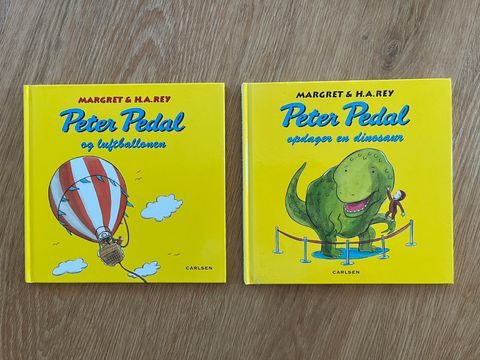 MARGRET & H.A.REY
Peter Pedal
og luftballonen
CARLSEN
MARGRET & H.A.REY
Peter Pedal
opdager en dinosaur
CARLSEN